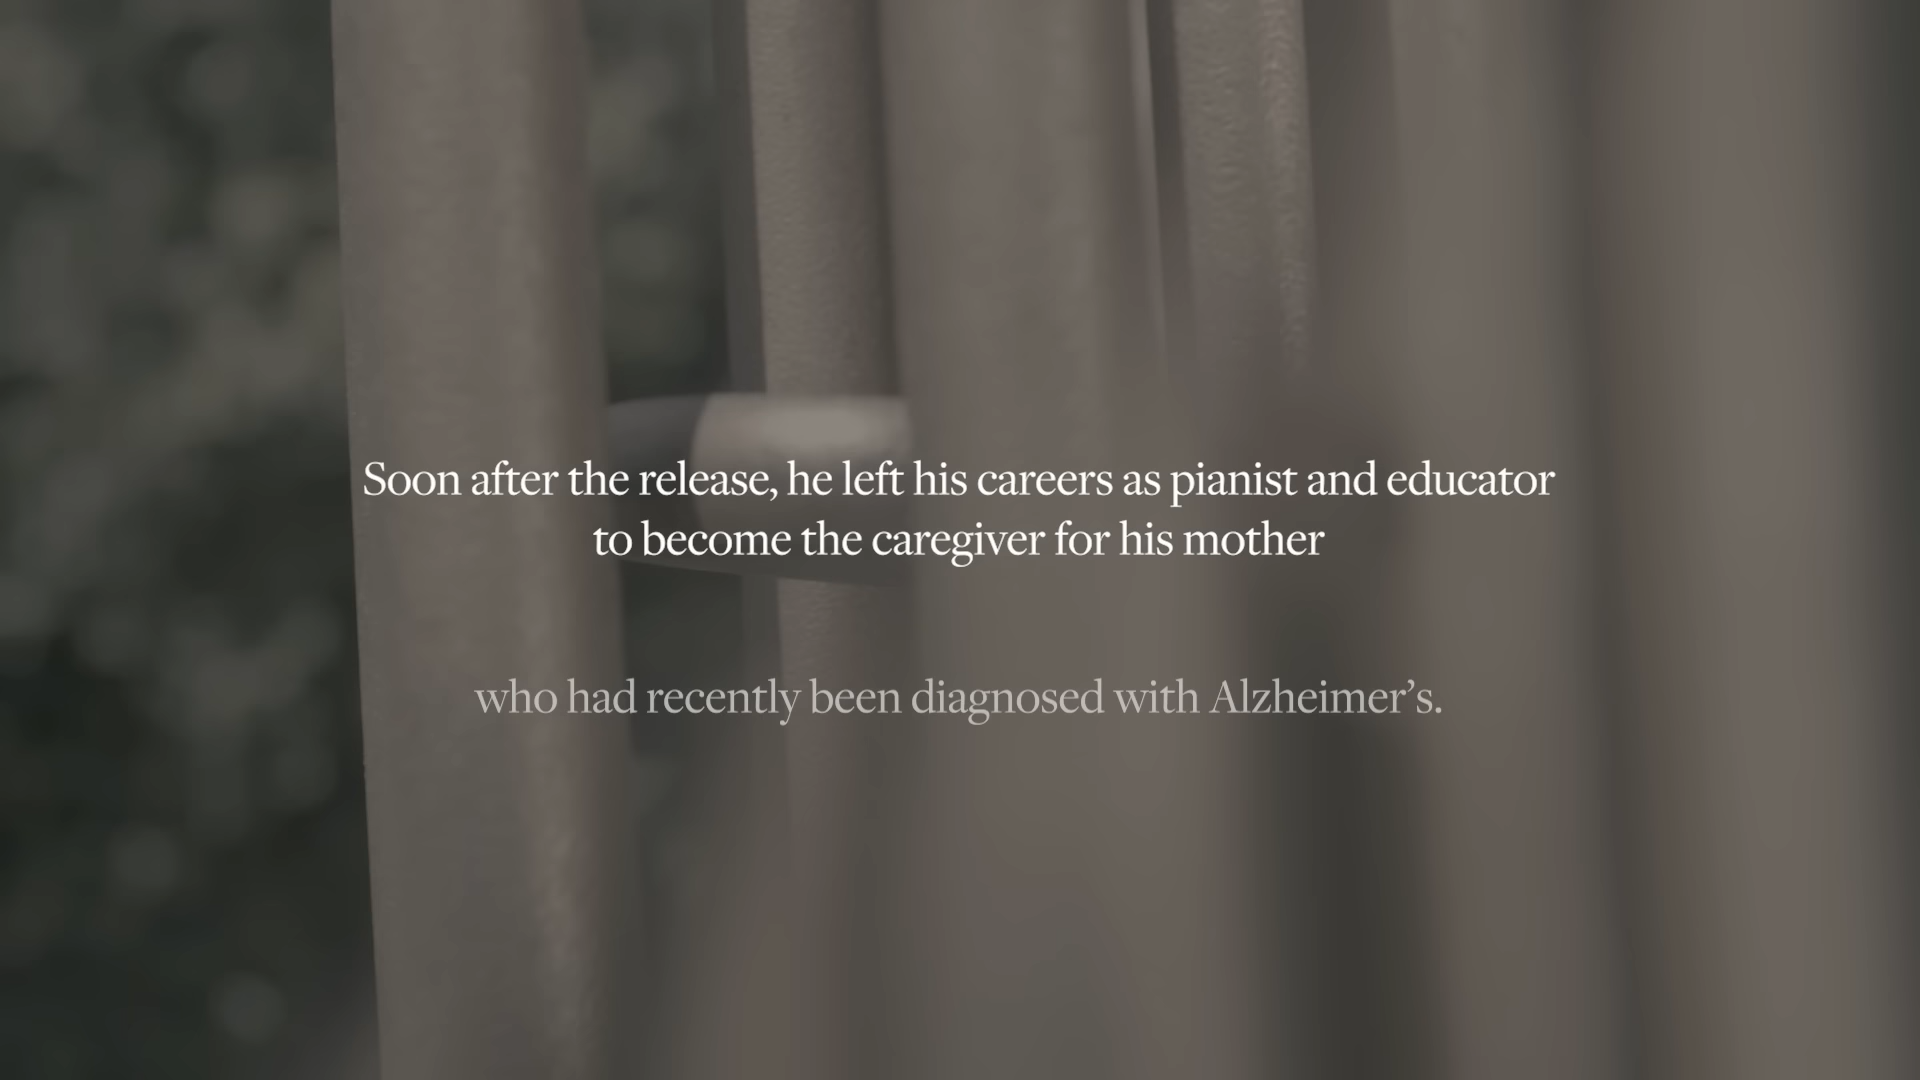 Soon after the release, he left his careers as pianist and educator
to become the caregiver for his mother
who had recently been diagnosed with Alzheimer’s.